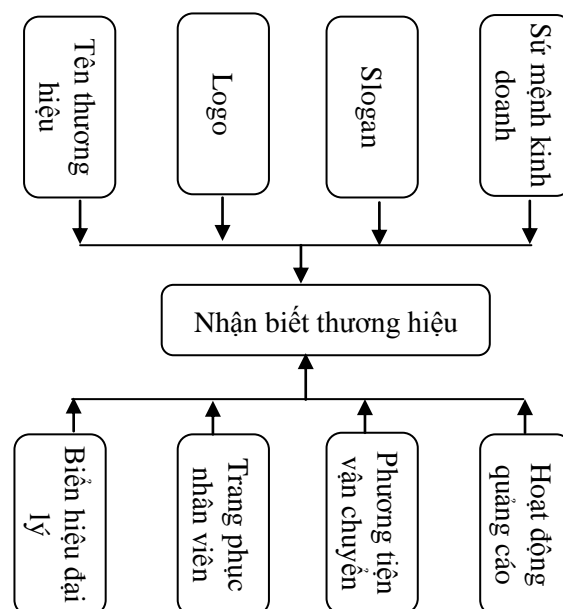 Tên thương
hiệu
Logo
Slogan
Sứ mệnh kinh
doanh
Nhận biết thương hiệu
Biển hiệu đại
lý
Trang phục
nhân viên
Phương tiện
vận chuyển
Hoạt động
quảng cáo